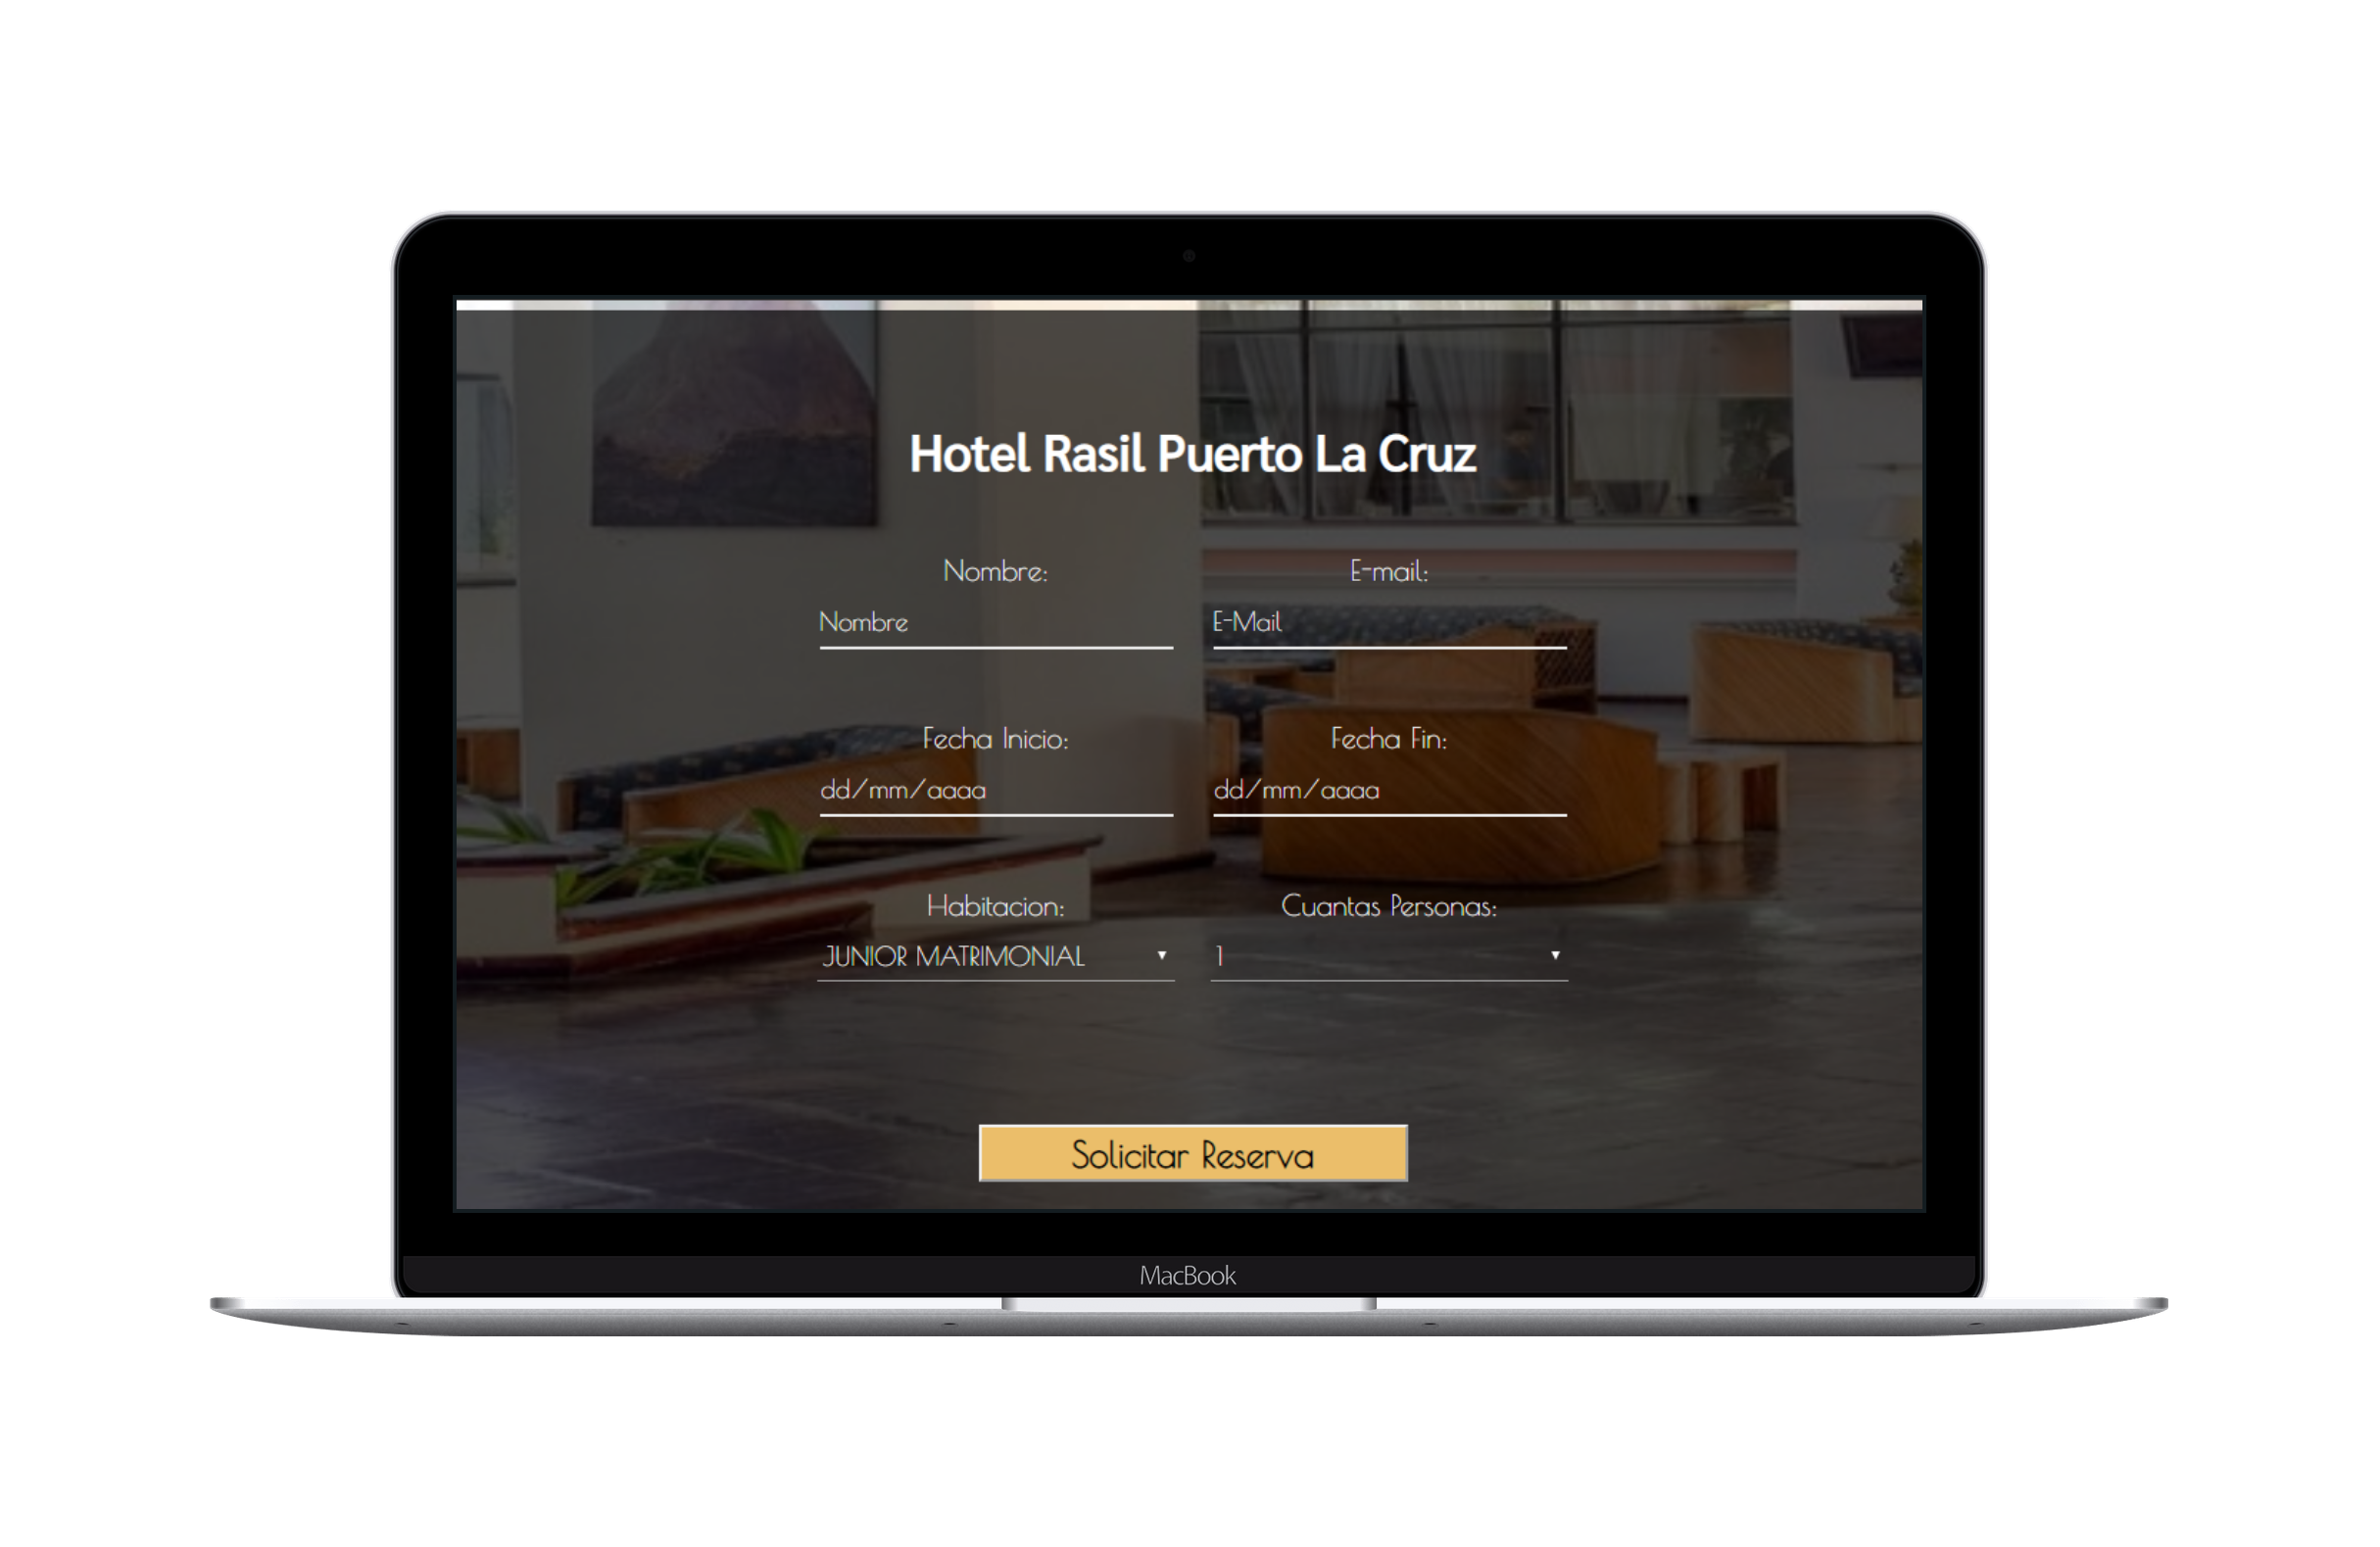 Hotel Rasil Puerto La Cruz
Nombre: E-mail:
Nombre E-Mail
Fecha Inicio: Fecha Fin:
dd/mm/aaaa dd/mm/aaaa
Habitacion: Cuantas Personas:
JUNIOR MATRIMONIAL ▾ 1 ▾
Solicitar Reserva
MacBook